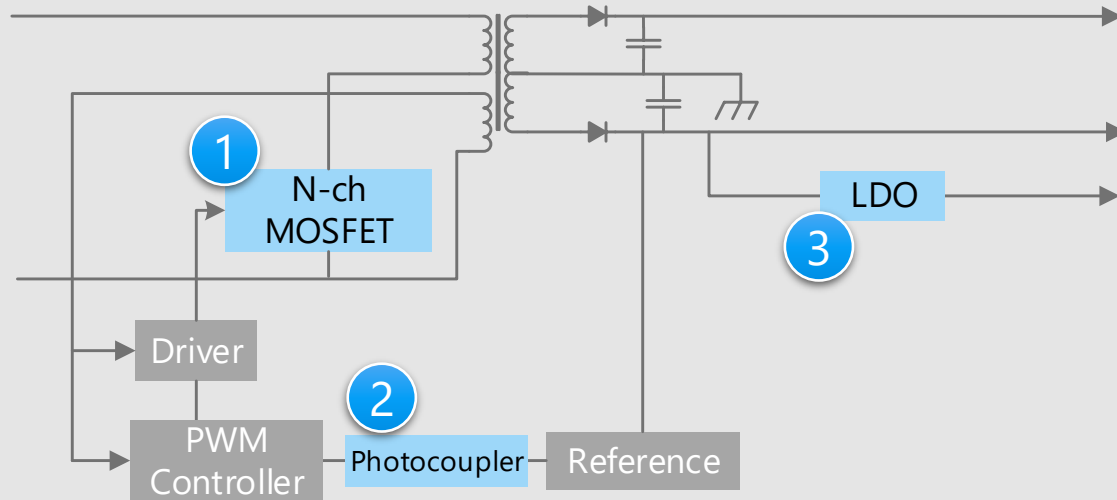 1
N-ch
MOSFET
LDO
3
Driver
2
PWM
Controller
Photocoupler
Reference